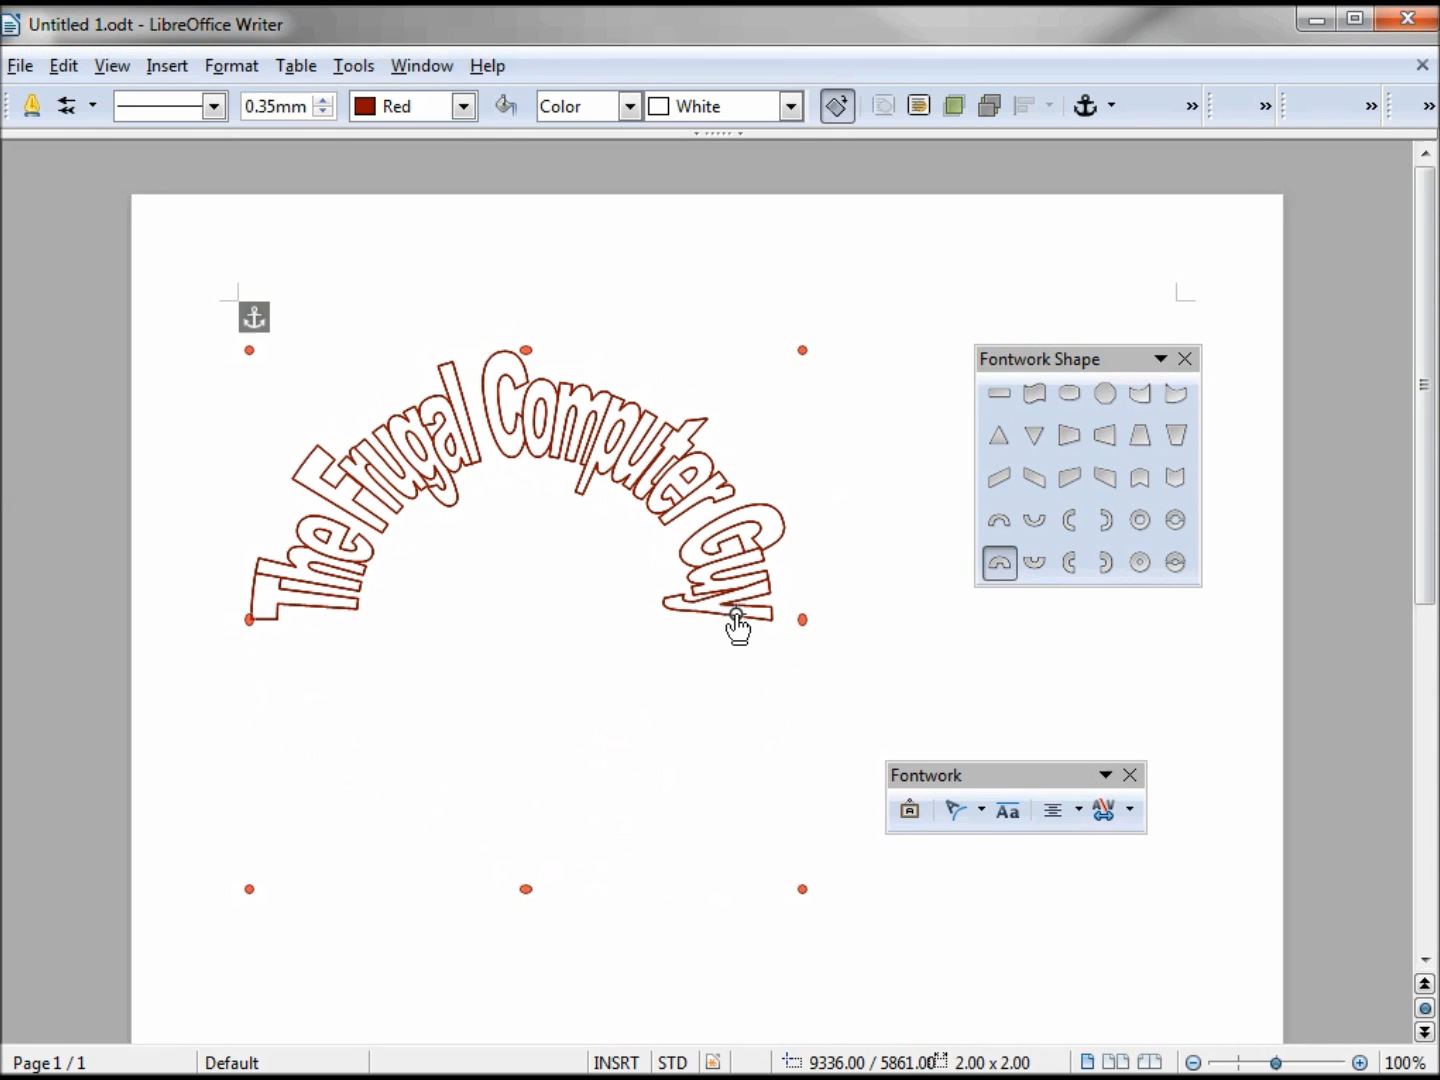 Untitled 1.odt - LibreOffice Writer
File Edit View Insert Format Table Tools Window Help
0.35mm Red Color White
The Frugal Computer Guy
Fontwork Shape
Fontwork
Aa
Page 1 / 1 Default INSRT STD 9336.00 / 5861.00 2.00 x 2.00 100%